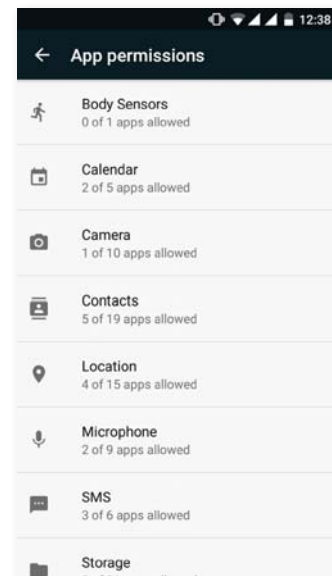 12:38
App permissions
Body Sensors
0 of 1 apps allowed
Calendar
2 of 5 apps allowed
Camera
1 of 10 apps allowed
Contacts
5 of 19 apps allowed
Location
4 of 15 apps allowed
Microphone
2 of 9 apps allowed
SMS
3 of 6 apps allowed
Storage